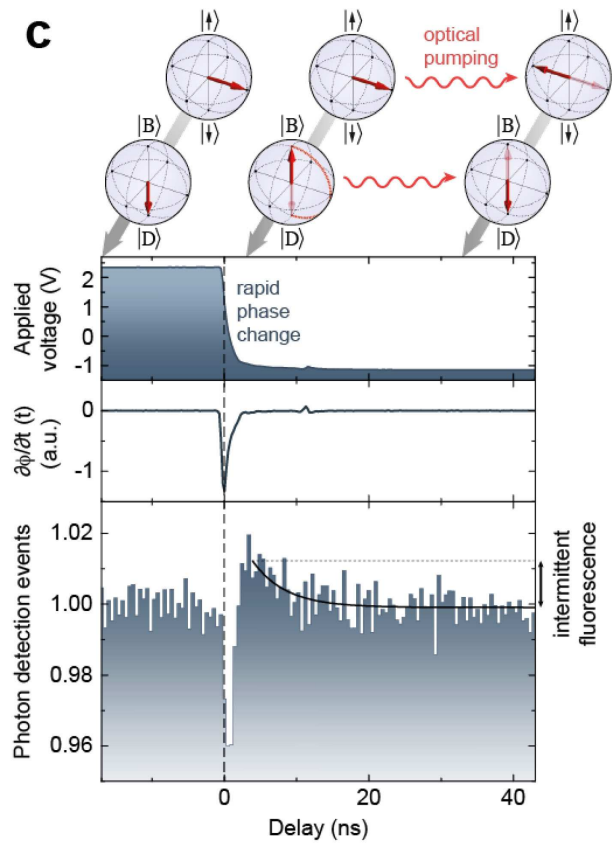 C
|↑⟩ |↑⟩ |↑⟩
optical
pumping
|B⟩ |↓⟩ |B⟩ |↓⟩ |B⟩ |↓⟩
|D⟩ |D⟩ |D⟩
Applied
voltage (V)
2
1
0
-1
rapid
phase
change
∂ϕ/∂t (t)
(a.u.)
0
-1
Photon detection events
1.02
1.00
0.98
0.96
intermittent
fluorescence
0 20 40
Delay (ns)